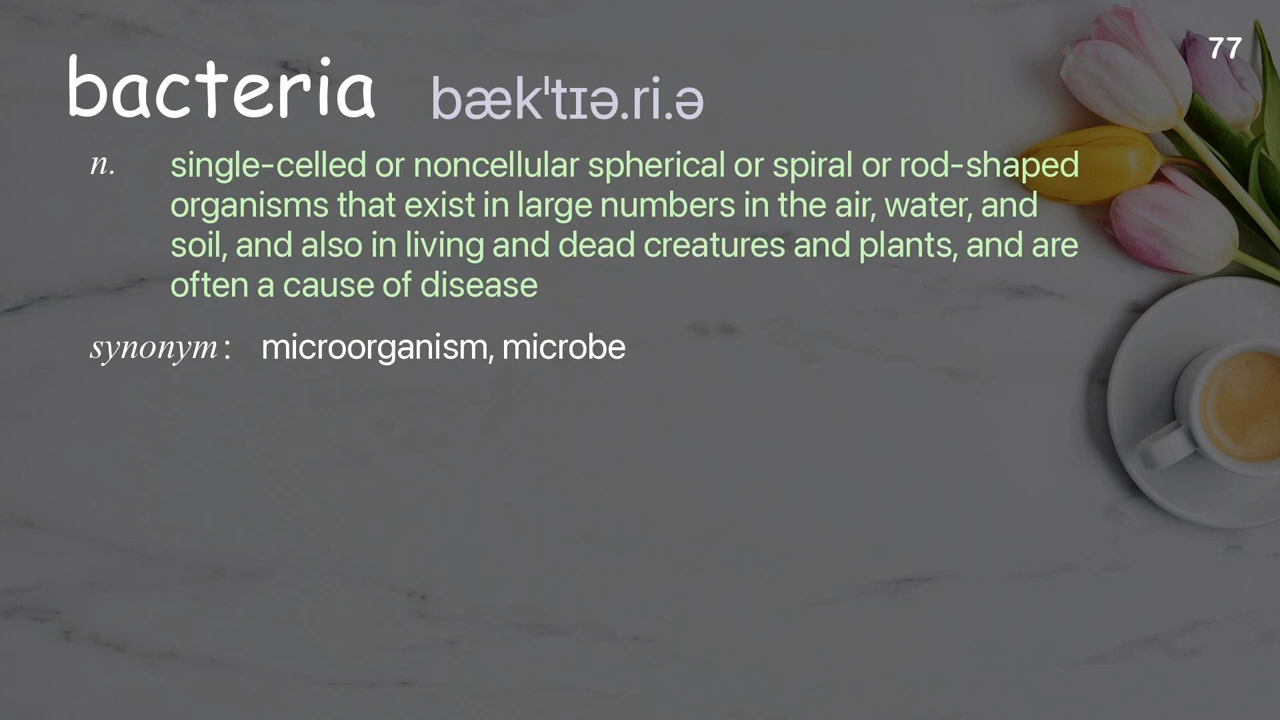 77
bacteria bækˈtɪə.ri.ə
n. single-celled or noncellular spherical or spiral or rod-shaped
organisms that exist in large numbers in the air, water, and
soil, and also in living and dead creatures and plants, and are
often a cause of disease
synonym: microorganism, microbe